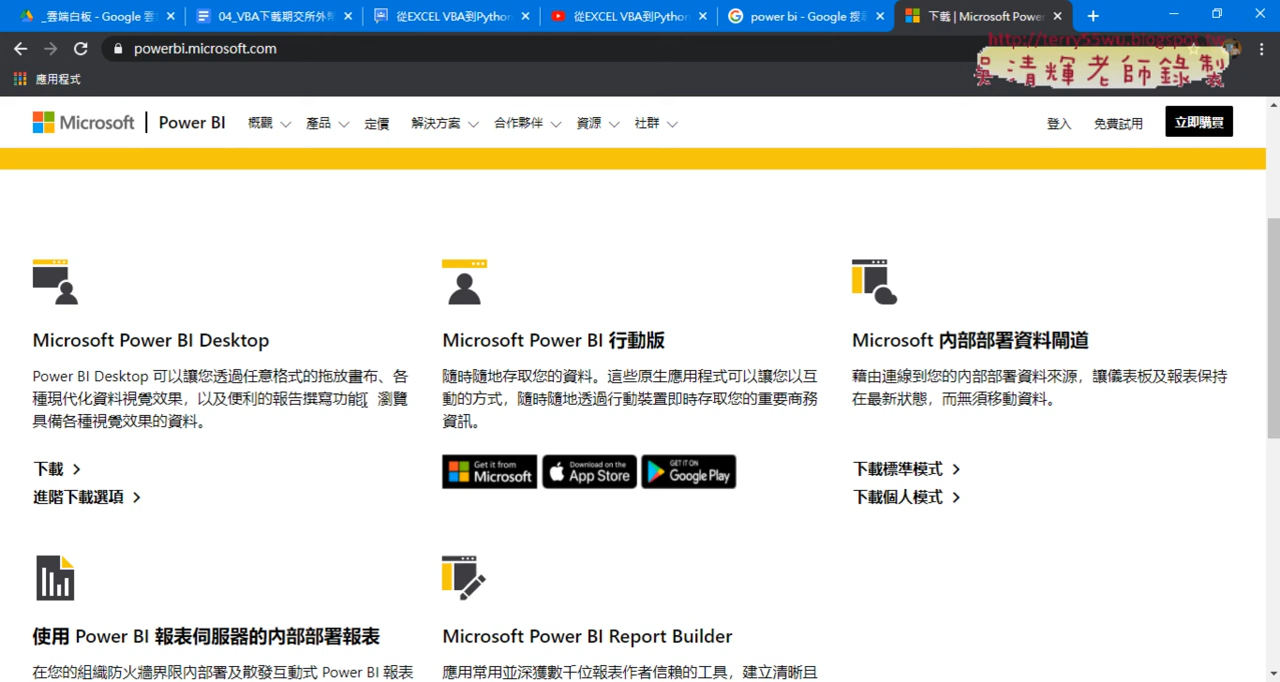 _雲端白板 - Google 雲
04_VBA下載期交所外幣
從EXCEL VBA到Python
從EXCEL VBA到Python
power bi - Google 搜尋
下載 | Microsoft Power
powerbi.microsoft.com
http://terry55wu.blogspot.tw
吳清輝老師錄製
應用程式
Microsoft | Power BI 概觀 產品 定價 解決方案 合作夥伴 資源 社群 登入 免費試用 立即購買
Microsoft Power BI Desktop
Power BI Desktop 可以讓您透過任意格式的拖放畫布、各
種現代化資料視覺效果，以及便利的報告撰寫功能，瀏覽
具備各種視覺效果的資料。
下載
進階下載選項
Microsoft Power BI 行動版
隨時隨地存取您的資料。這些原生應用程式可以讓您以互
動的方式，隨時隨地透過行動裝置即時存取您的重要商務
資訊。
Get it from Microsoft
Download on the App Store
GET IT ON Google Play
Microsoft 內部部署資料閘道
藉由連線到您的內部部署資料來源，讓儀表板及報表保持
在最新狀態，而無須移動資料。
下載標準模式
下載個人模式
使用 Power BI 報表伺服器的內部部署報表
在您的組織防火牆界限內部署及散發互動式 Power BI 報表
Microsoft Power BI Report Builder
應用常用並深獲數千位報表作者信賴的工具，建立清晰且